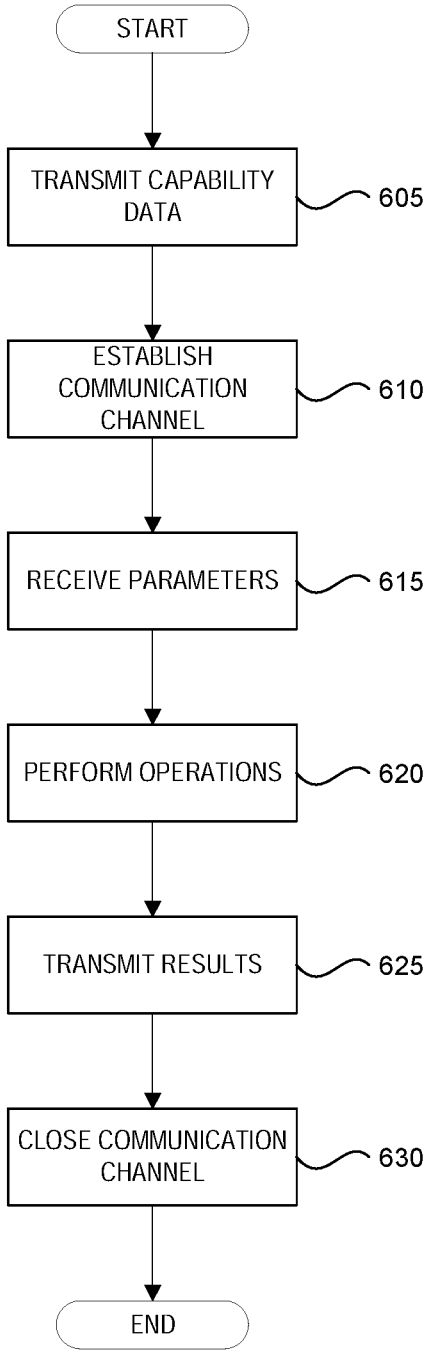 START
TRANSMIT CAPABILITY
DATA
605
ESTABLISH
COMMUNICATION
CHANNEL
610
RECEIVE PARAMETERS
615
PERFORM OPERATIONS
620
TRANSMIT RESULTS
625
CLOSE COMMUNICATION
CHANNEL
630
END